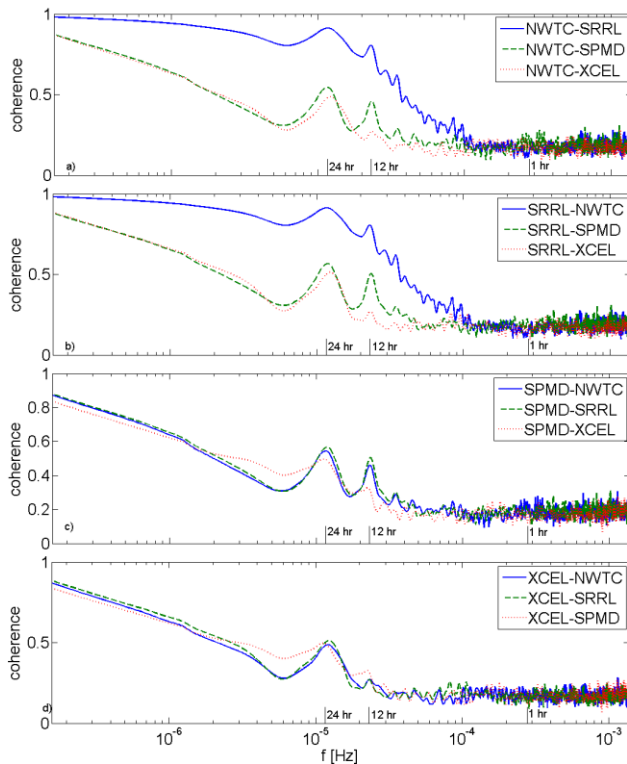 1
NWTC-SRRL
NWTC-SPMD
NWTC-XCEL
coherence
0.5
a)
24 hr
12 hr
1 hr
0
1
SRRL-NWTC
SRRL-SPMD
SRRL-XCEL
coherence
0.5
b)
24 hr
12 hr
1 hr
0
1
SPMD-NWTC
SPMD-SRRL
SPMD-XCEL
0.8
coherence
0.6
0.4
0.2
c)
24 hr
12 hr
1 hr
0
1
XCEL-NWTC
XCEL-SRRL
XCEL-SPMD
coherence
0.5
d)
24 hr
12 hr
1 hr
0
10-6
10-5
10-4
10-3
f [Hz]